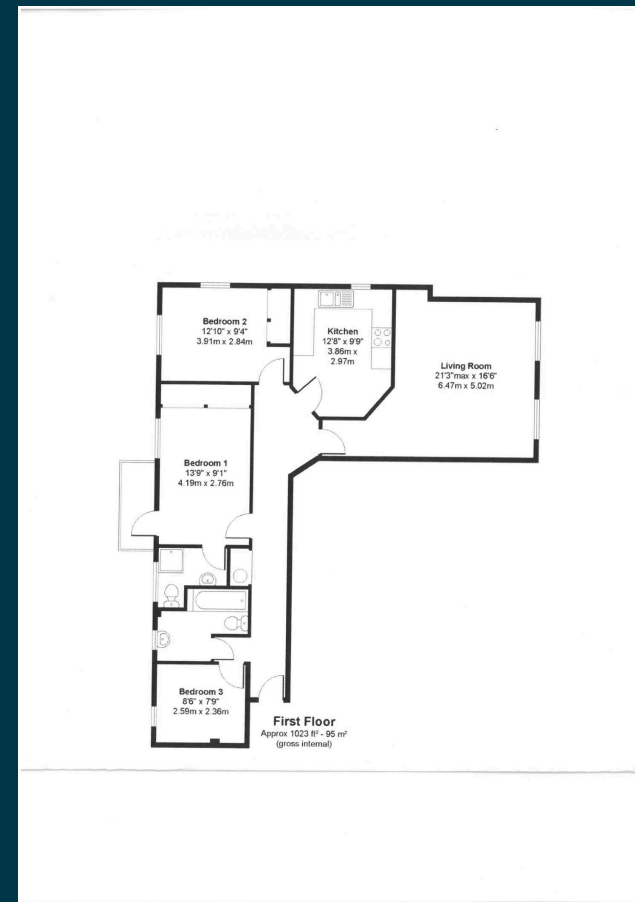 Bedroom 2
12'10" x 9'4"
3.91m x 2.84m
Kitchen
12'8" x 9'9"
3.86m x
2.97m
Living Room
21'3"max x 16'6"
6.47m x 5.02m
Bedroom 1
13'9" x 9'1"
4.19m x 2.76m
Bedroom 3
8'6" x 7'9"
2.59m x 2.36m
First Floor
Approx 1023 ft² - 95 m²
(gross internal)